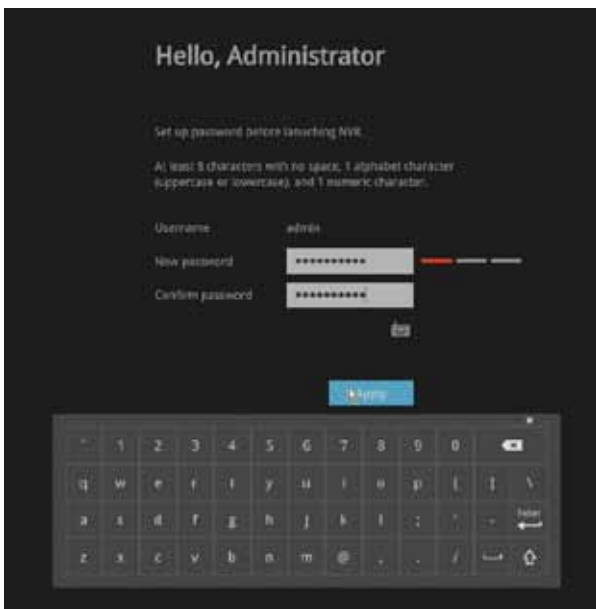 Hello, Administrator
Set up password before launching NVR.
At least 8 characters with no space, 1 alphabet character
(uppercase or lowercase), and 1 numeric character.
Username admin
New password ••••••••••
Confirm password ••••••••••
Apply
1 2 3 4 5 6 7 8 9 0
q w e r t y u i o p [ ] \
a s d f g h j k l ; ' - Enter
z x c v b n m @ , . /